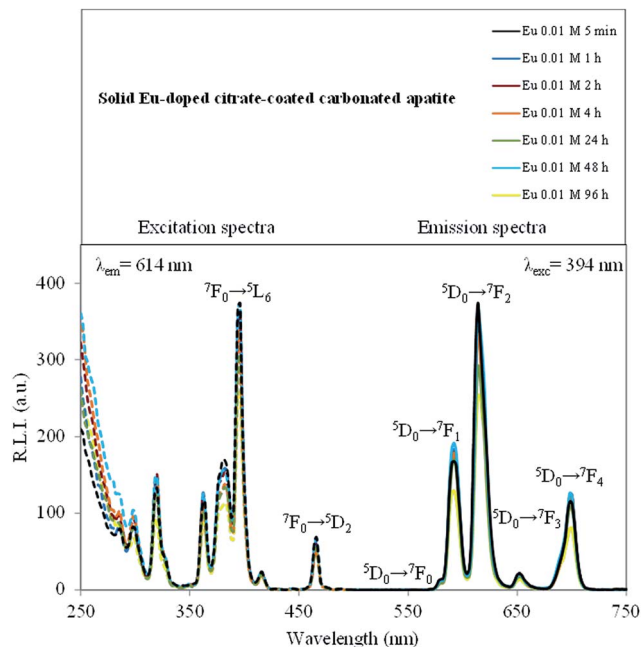 Eu 0.01 M 5 min
Eu 0.01 M 1 h
Eu 0.01 M 2 h
Solid Eu-doped citrate-coated carbonated apatite
Eu 0.01 M 4 h
Eu 0.01 M 24 h
Eu 0.01 M 48 h
Eu 0.01 M 96 h
Excitation spectra
Emission spectra
λem= 614 nm
λexc= 394 nm
400
300
200
100
0
R.L.I. (a.u.)
⁷F₀→⁵L₆
⁷F₀→⁵D₂
⁵D₀→⁷F₀
⁵D₀→⁷F₁
⁵D₀→⁷F₂
⁵D₀→⁷F₃
⁵D₀→⁷F₄
250 350 450 550 650 750
Wavelength (nm)